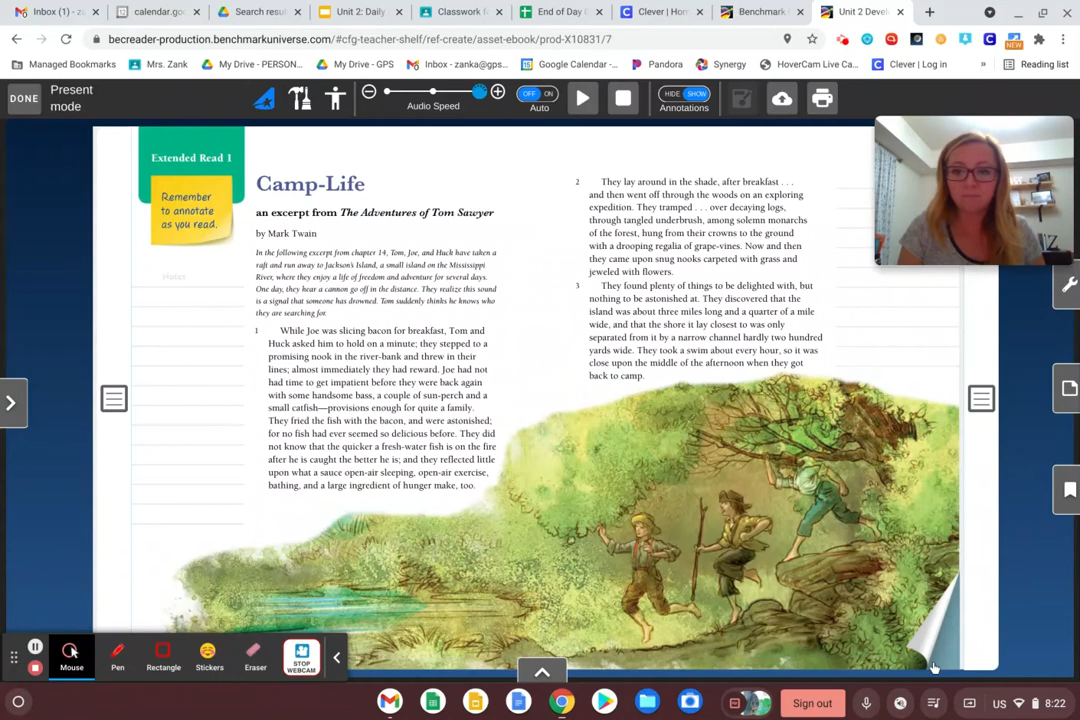 Inbox (1) - za
calendar.goo
Search result
Unit 2: Daily
Classwork f
End of Day C
Clever | Hom
Benchmark
Unit 2 Devel
becreader-production.benchmarkuniverse.com/#cfg-teacher-shelf/ref-create/asset-ebook/prod-X10831/7
Managed Bookmarks
Mrs. Zank
My Drive - PERSON...
My Drive - GPS
Inbox - zanka@gps...
Google Calendar -...
Pandora
Synergy
HoverCam Live Ca...
Clever | Log in
»
Reading list
NEW
DONE
Present mode
Audio Speed
OFF ON
Auto
HIDE SHOW
Annotations
Extended Read 1
Remember
to annotate
as you read.
Notes
Camp-Life
an excerpt from The Adventures of Tom Sawyer
by Mark Twain
In the following excerpt from chapter 14, Tom, Joe, and Huck have taken a
raft and run away to Jackson's Island, a small island on the Mississippi
River, where they enjoy a life of freedom and adventure for several days.
One day, they hear a cannon go off in the distance. They realize this sound
is a signal that someone has drowned. Tom suddenly thinks he knows who
they are searching for.
1 While Joe was slicing bacon for breakfast, Tom and
Huck asked him to hold on a minute; they stepped to a
promising nook in the river-bank and threw in their
lines; almost immediately they had reward. Joe had not
had time to get impatient before they were back again
with some handsome bass, a couple of sun-perch and a
small catfish—provisions enough for quite a family.
They fried the fish with the bacon, and were astonished;
for no fish had ever seemed so delicious before. They did
not know that the quicker a fresh-water fish is on the fire
after he is caught the better he is; and they reflected little
upon what a sauce open-air sleeping, open-air exercise,
bathing, and a large ingredient of hunger make, too.
2 They lay around in the shade, after breakfast . . .
and then went off through the woods on an exploring
expedition. They tramped . . . over decaying logs,
through tangled underbrush, among solemn monarchs
of the forest, hung from their crowns to the ground
with a drooping regalia of grape-vines. Now and then
they came upon snug nooks carpeted with grass and
jeweled with flowers.
3 They found plenty of things to be delighted with, but
nothing to be astonished at. They discovered that the
island was about three miles long and a quarter of a mile
wide, and that the shore it lay closest to was only
separated from it by a narrow channel hardly two hundred
yards wide. They took a swim about every hour, so it was
close upon the middle of the afternoon when they got
back to camp.
Mouse
Pen
Rectangle
Stickers
Eraser
STOP
WEBCAM
Sign out
US
8:22